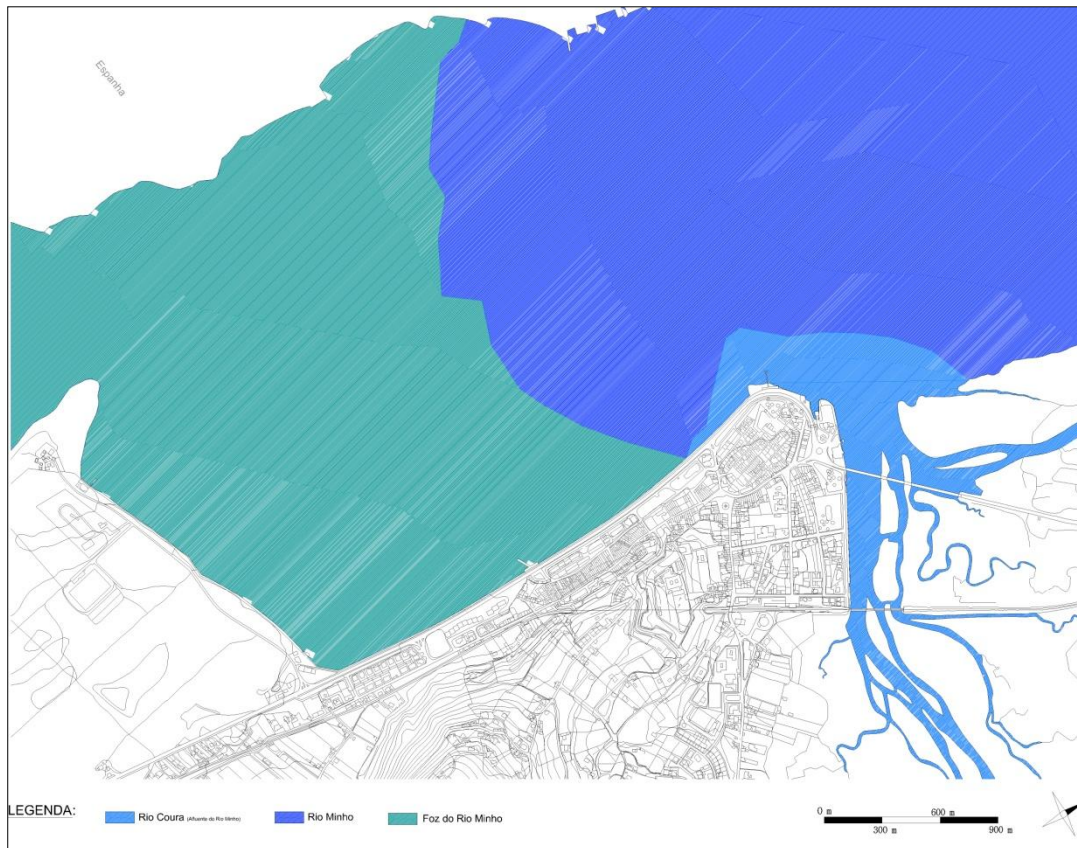 Espanha
LEGENDA:
Rio Coura (Afluente do Rio Minho)
Rio Minho
Foz do Rio Minho
0 m
600 m
300 m
900 m